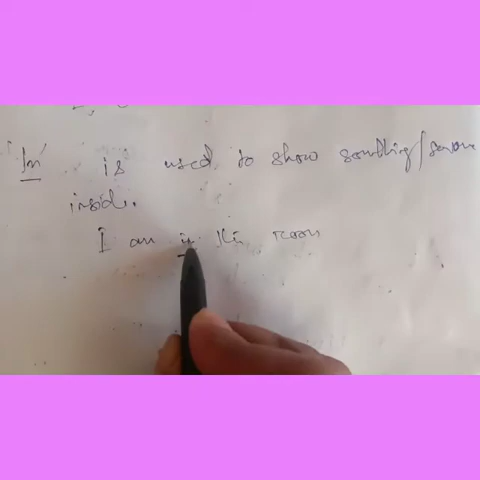 "In" is used to show something/someone
inside.
I am in the room